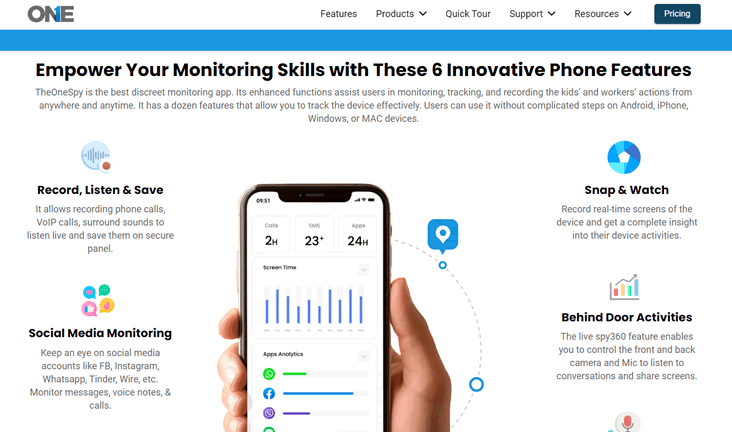 ONE
Features Products Quick Tour Support Resources Pricing
Empower Your Monitoring Skills with These 6 Innovative Phone Features
TheOneSpy is the best discreet monitoring app. Its enhanced functions assist users in monitoring, tracking, and recording the kids' and workers' actions from
anywhere and anytime. It has a dozen features that allow you to track the device effectively. Users can use it without complicated steps on Android, iPhone,
Windows, or MAC devices.
Record, Listen & Save
It allows recording phone calls,
VoIP calls, surround sounds to
listen live and save them on secure
panel.
Social Media Monitoring
Keep an eye on social media
accounts like FB, Instagram,
Whatsapp, Tinder, Wire, etc.
Monitor messages, voice notes, &
calls.
09:51
Calls SMS Apps
2H 23+ 24H
Screen Time
Apps Analytics
Snap & Watch
Record real-time screens of the
device and get a complete insight
into their device activities.
Behind Door Activities
The live spy360 feature enables
you to control the front and back
camera and Mic to listen to
conversations and share screens.